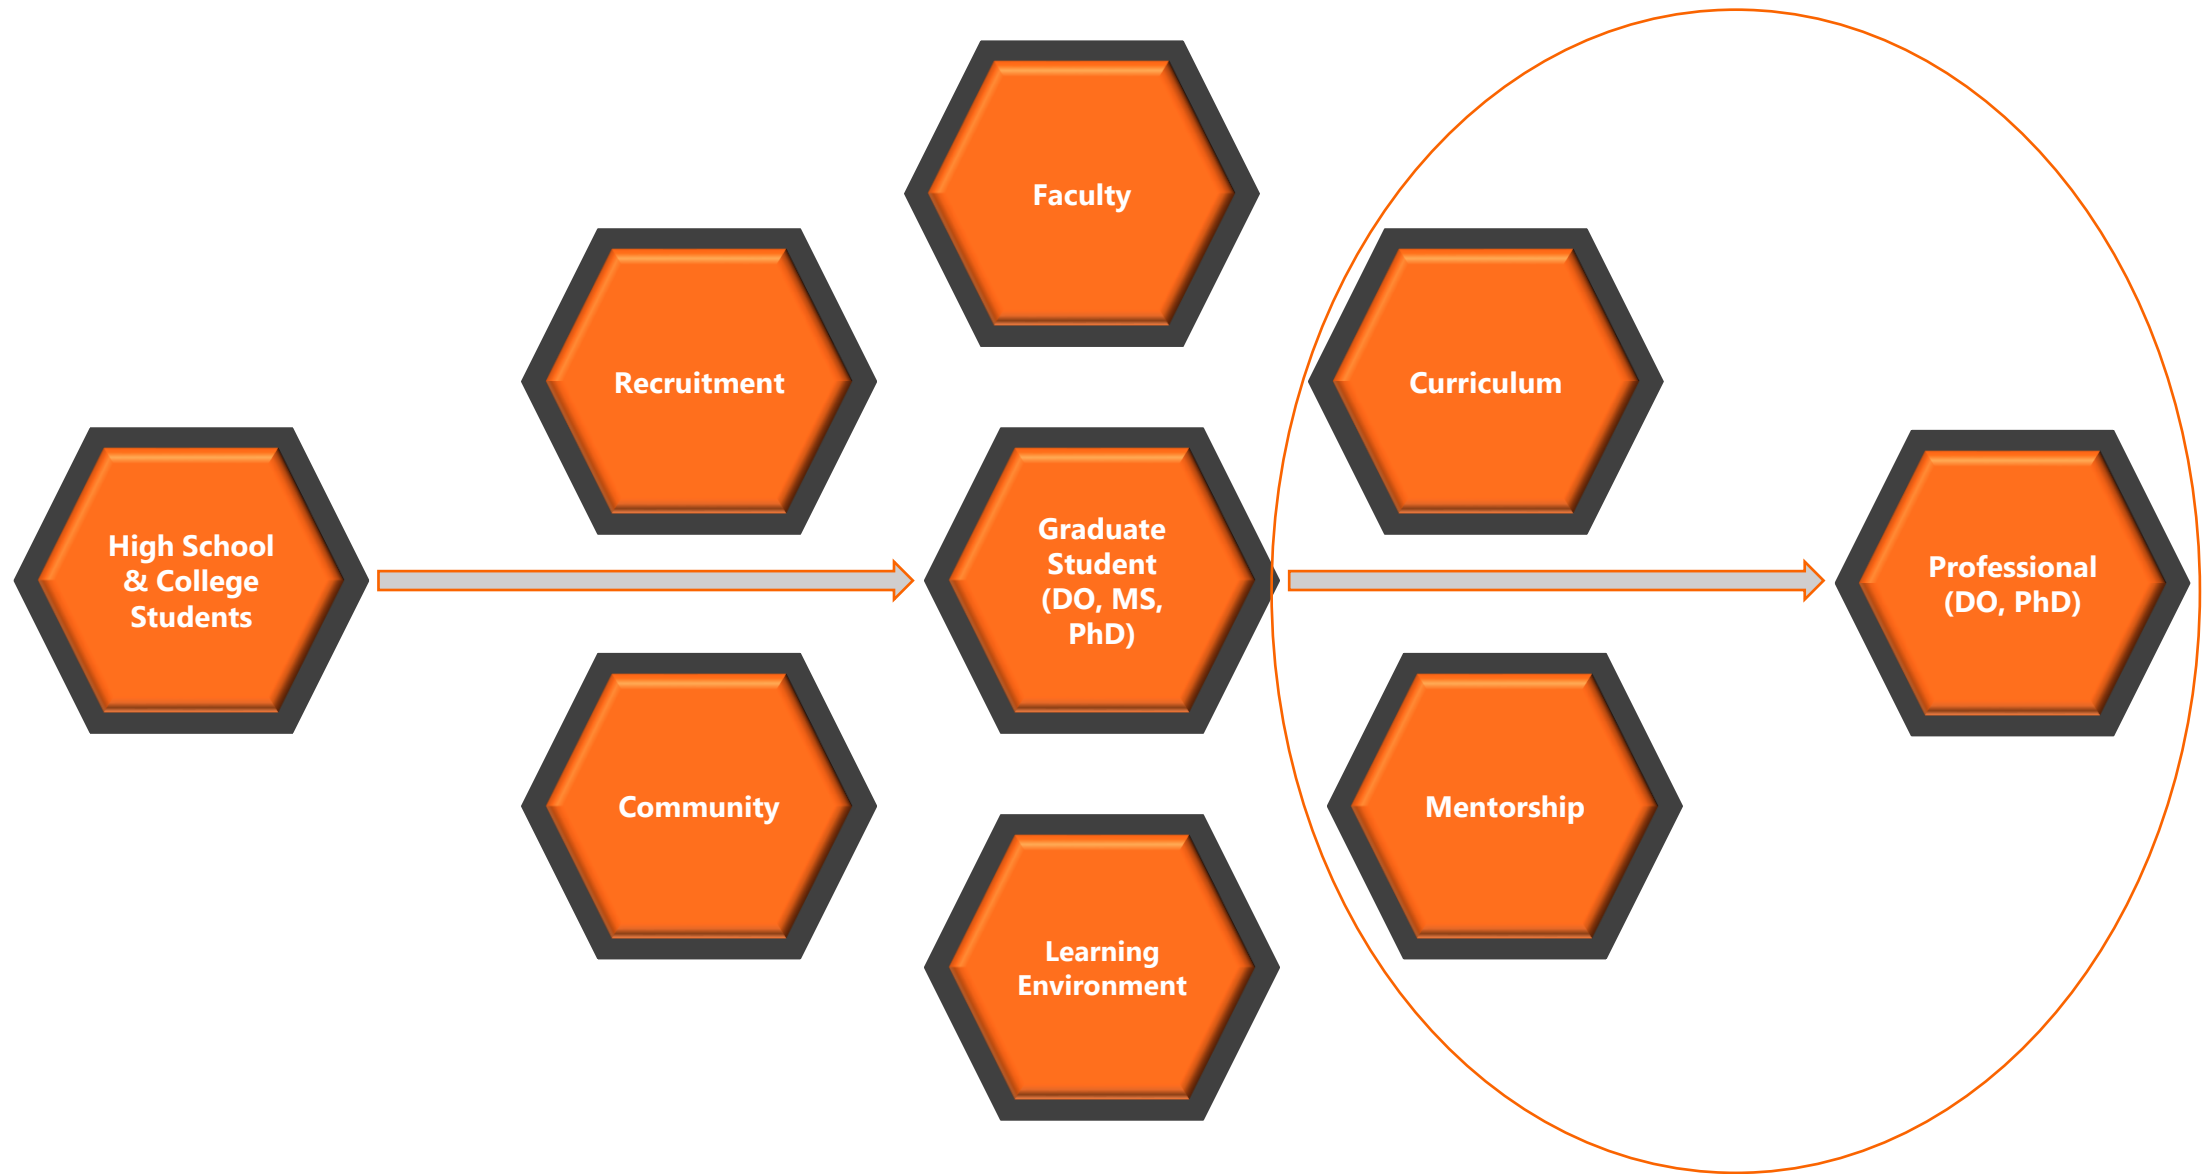 Faculty
Recruitment
Curriculum
High School
& College
Students
Graduate
Student
(DO, MS,
PhD)
Professional
(DO, PhD)
Community
Mentorship
Learning
Environment